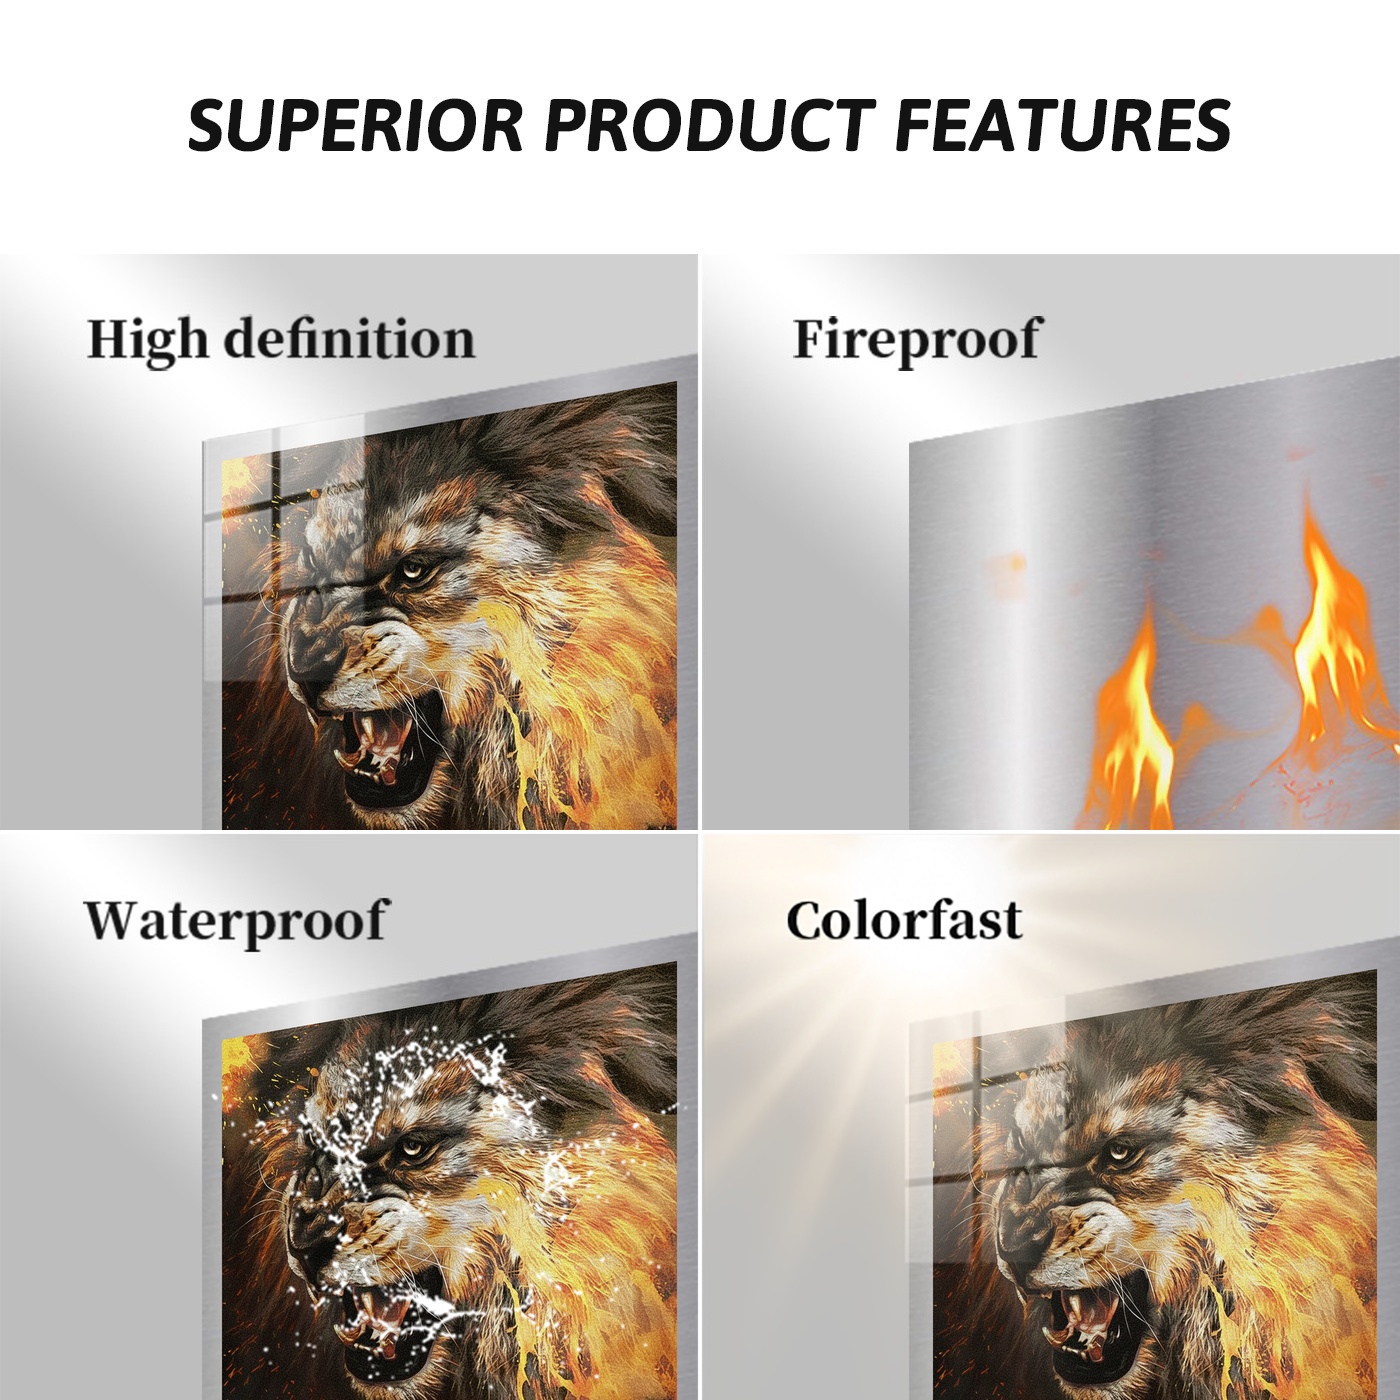 SUPERIOR PRODUCT FEATURES
High definition
Fireproof
Waterproof
Colorfast